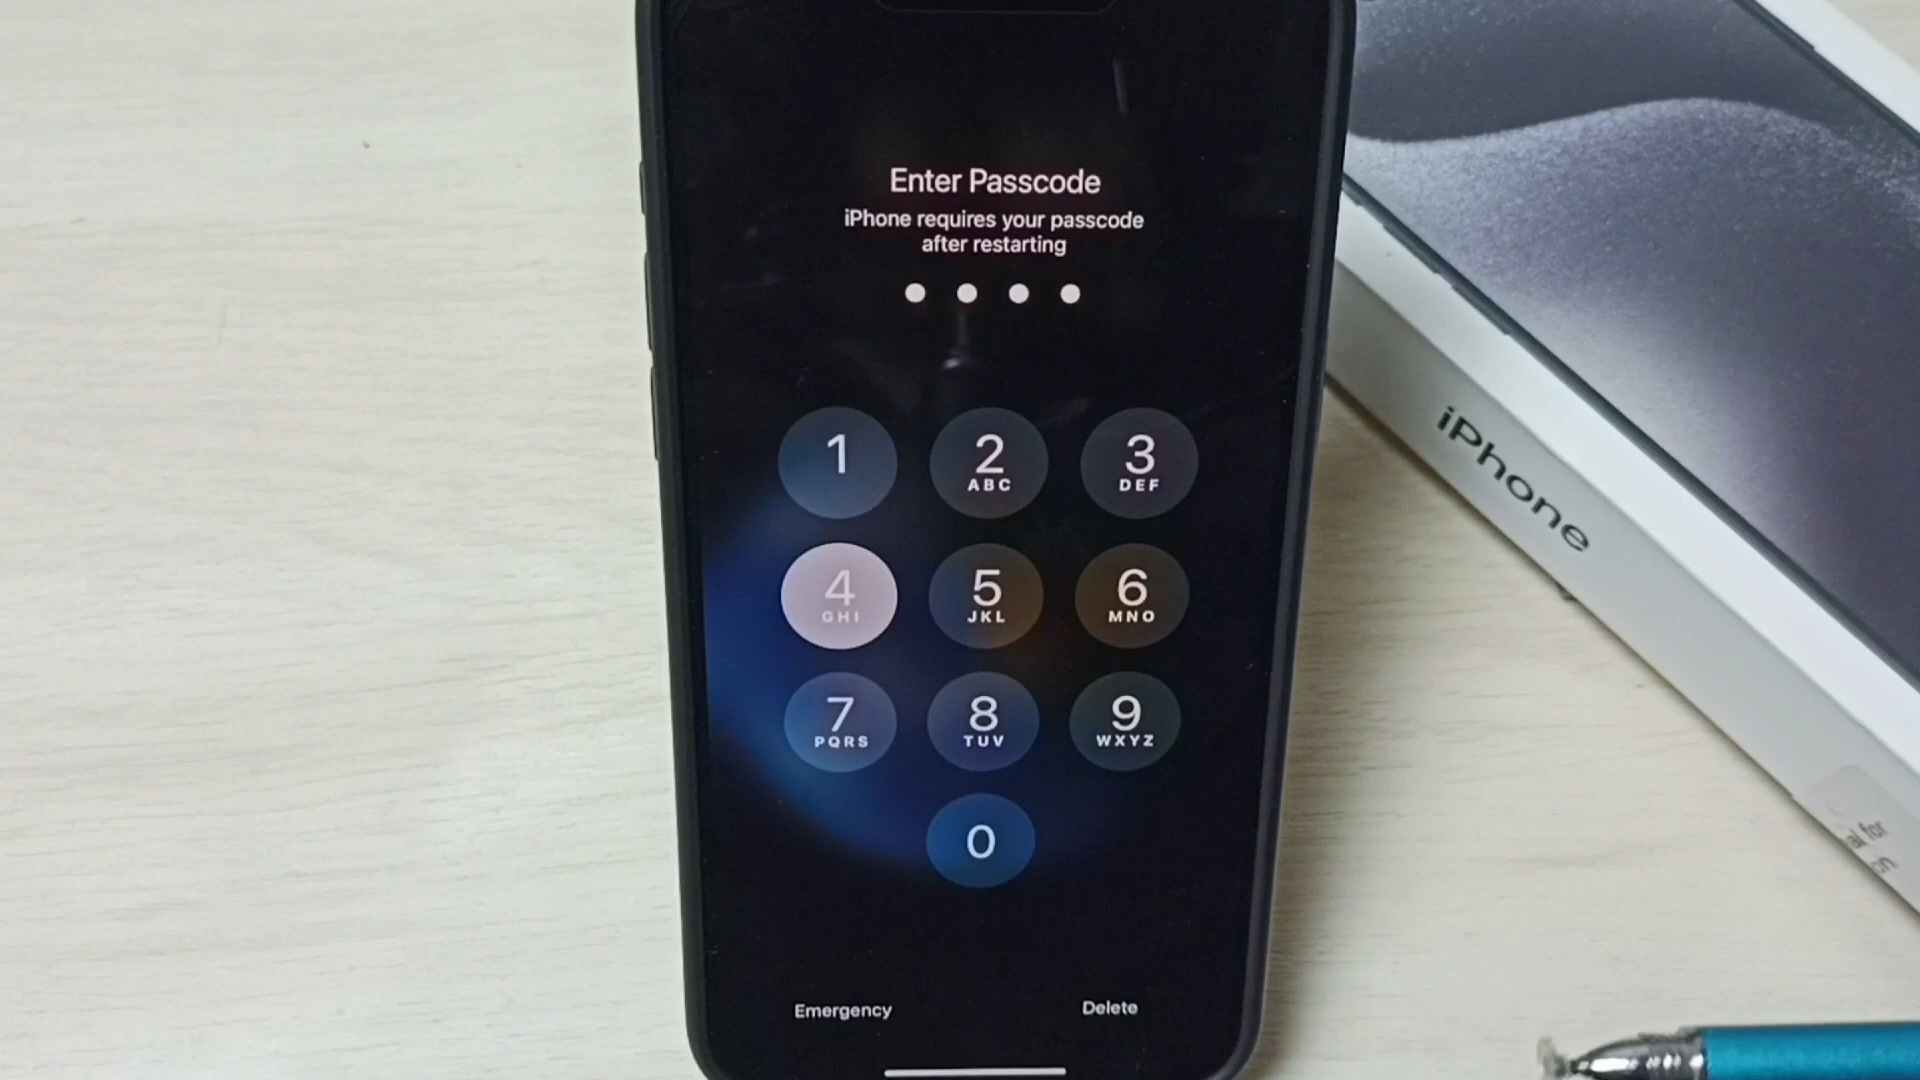 Enter Passcode
iPhone requires your passcode
after restarting
1
2
ABC
3
DEF
4
GHI
5
JKL
6
MNO
7
PQRS
8
TUV
9
WXYZ
0
Emergency
Delete
iPhone
for